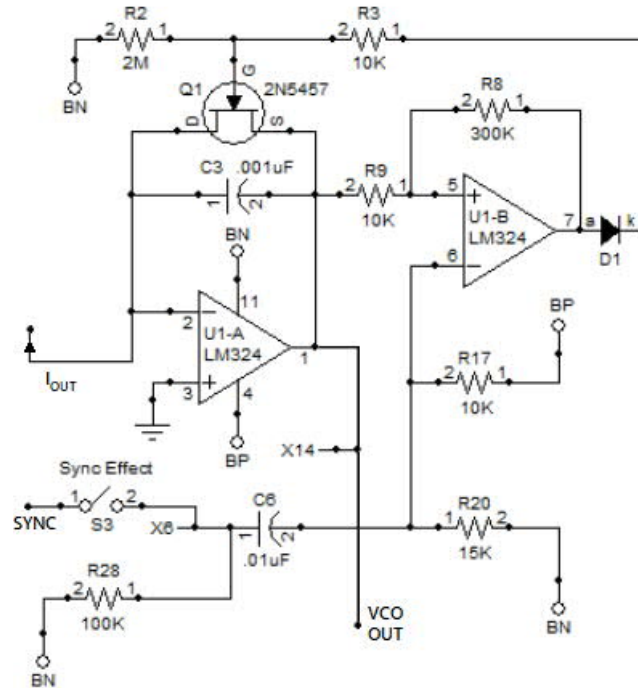 R2
R3
2 1
2 1
2M
10K
BN
G
Q1
2N5457
D
S
R8
2 1
300K
C3
.001uF
1 2
R9
2 1
10K
5
+
U1-B
LM324
7
a
k
D1
6
−
BN
11
2
−
U1-A
LM324
1
3
+
4
BP
IOUT
BP
R17
2 1
10K
X14
Sync Effect
1 2
SYNC
S3
X6
C6
1 2
.01uF
R20
1 2
15K
R28
2 1
100K
BN
VCO
OUT
BN